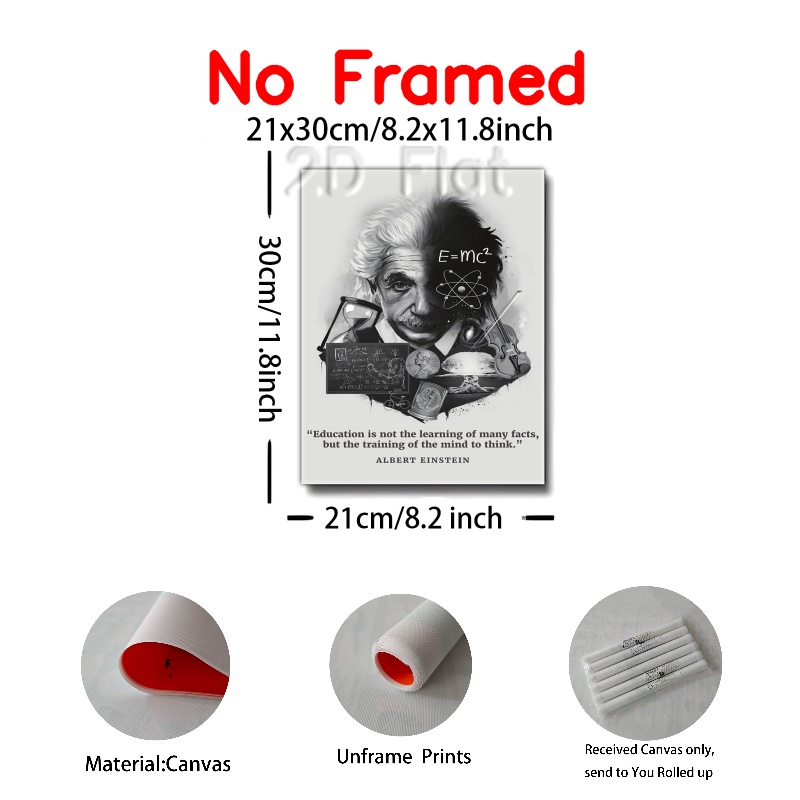 No Framed
21x30cm/8.2x11.8inch
2.D Flat.
30cm/11.8inch
E=mc²
“Education is not the learning of many facts,
but the training of the mind to think.”
ALBERT EINSTEIN
21cm/8.2 inch
Material:Canvas
Unframe Prints
Received Canvas only,
send to You Rolled up